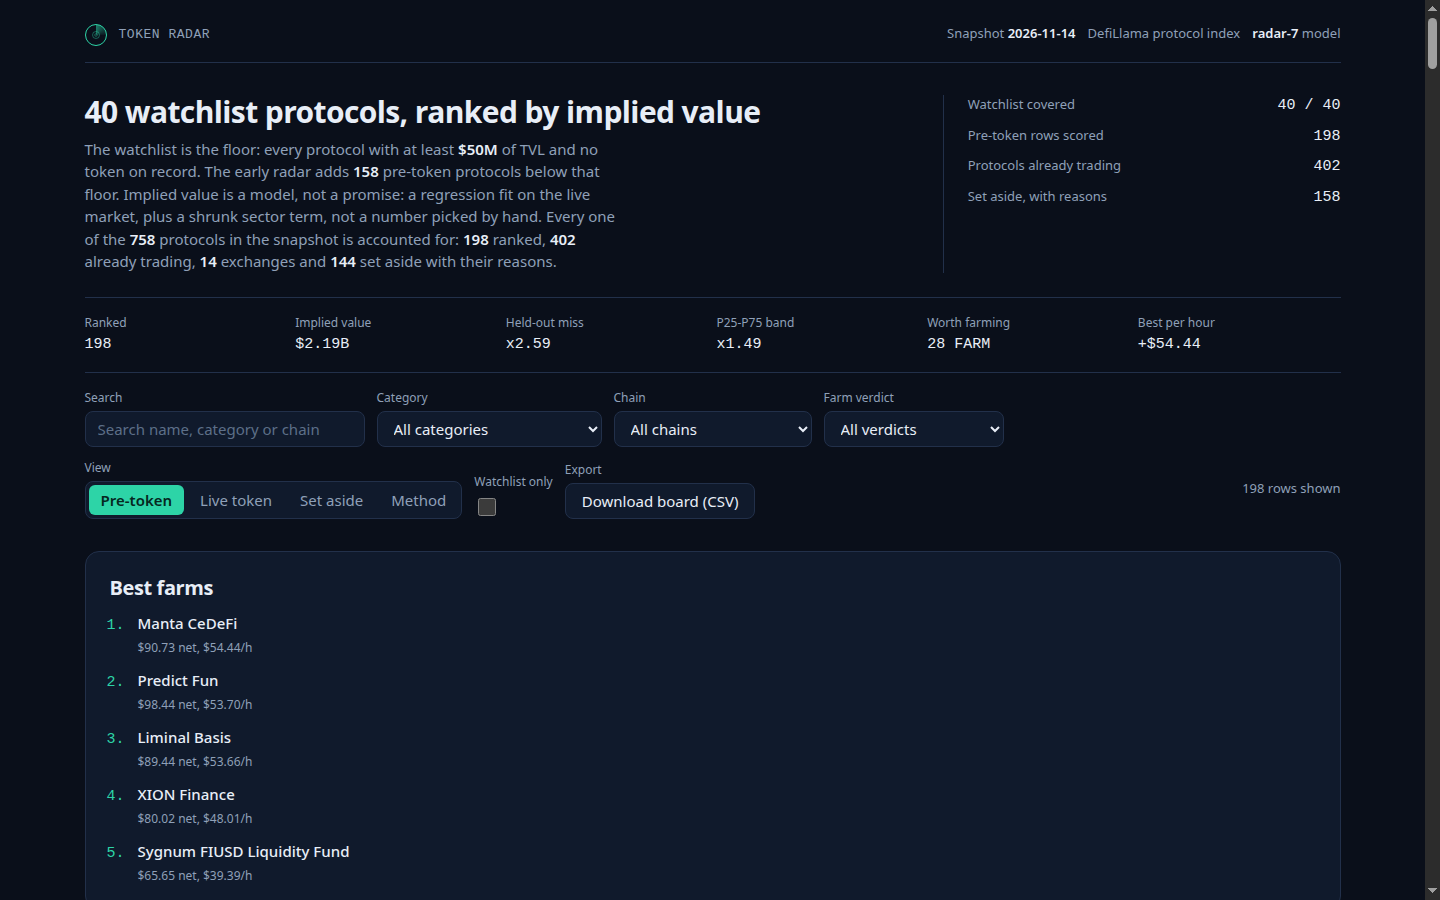 TOKEN RADAR
Snapshot 2026-11-14 DefiLlama protocol index radar-7 model
40 watchlist protocols, ranked by implied value
The watchlist is the floor: every protocol with at least $50M of TVL and no
token on record. The early radar adds 158 pre-token protocols below that
floor. Implied value is a model, not a promise: a regression fit on the live
market, plus a shrunk sector term, not a number picked by hand. Every one
of the 758 protocols in the snapshot is accounted for: 198 ranked, 402
already trading, 14 exchanges and 144 set aside with their reasons.
Watchlist covered 40 / 40
Pre-token rows scored 198
Protocols already trading 402
Set aside, with reasons 158
Ranked
198
Implied value
$2.19B
Held-out miss
x2.59
P25-P75 band
x1.49
Worth farming
28 FARM
Best per hour
+$54.44
Search
Search name, category or chain
Category
All categories
Chain
All chains
Farm verdict
All verdicts
View
Pre-token Live token Set aside Method
Watchlist only
Export
Download board (CSV)
198 rows shown
Best farms
1. Manta CeDeFi
$90.73 net, $54.44/h
2. Predict Fun
$98.44 net, $53.70/h
3. Liminal Basis
$89.44 net, $53.66/h
4. XION Finance
$80.02 net, $48.01/h
5. Sygnum FIUSD Liquidity Fund
$65.65 net, $39.39/h